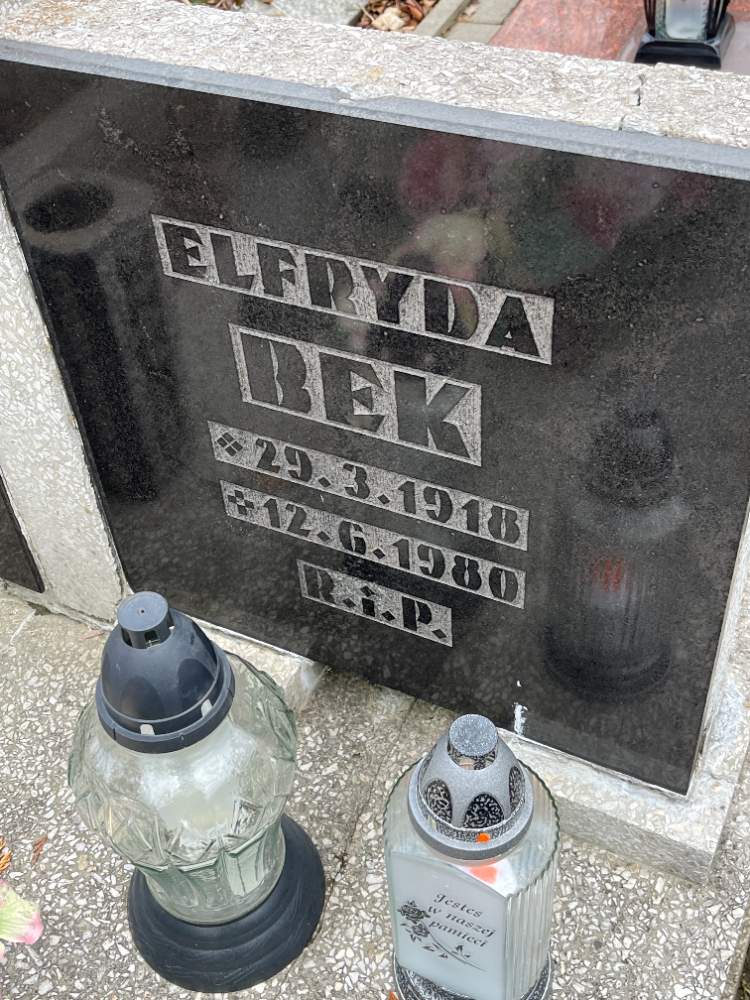 ELFRYDA
BEK
29.3.1918
12.6.1980
R.i.P.
Jesteś
w naszej
pamięci